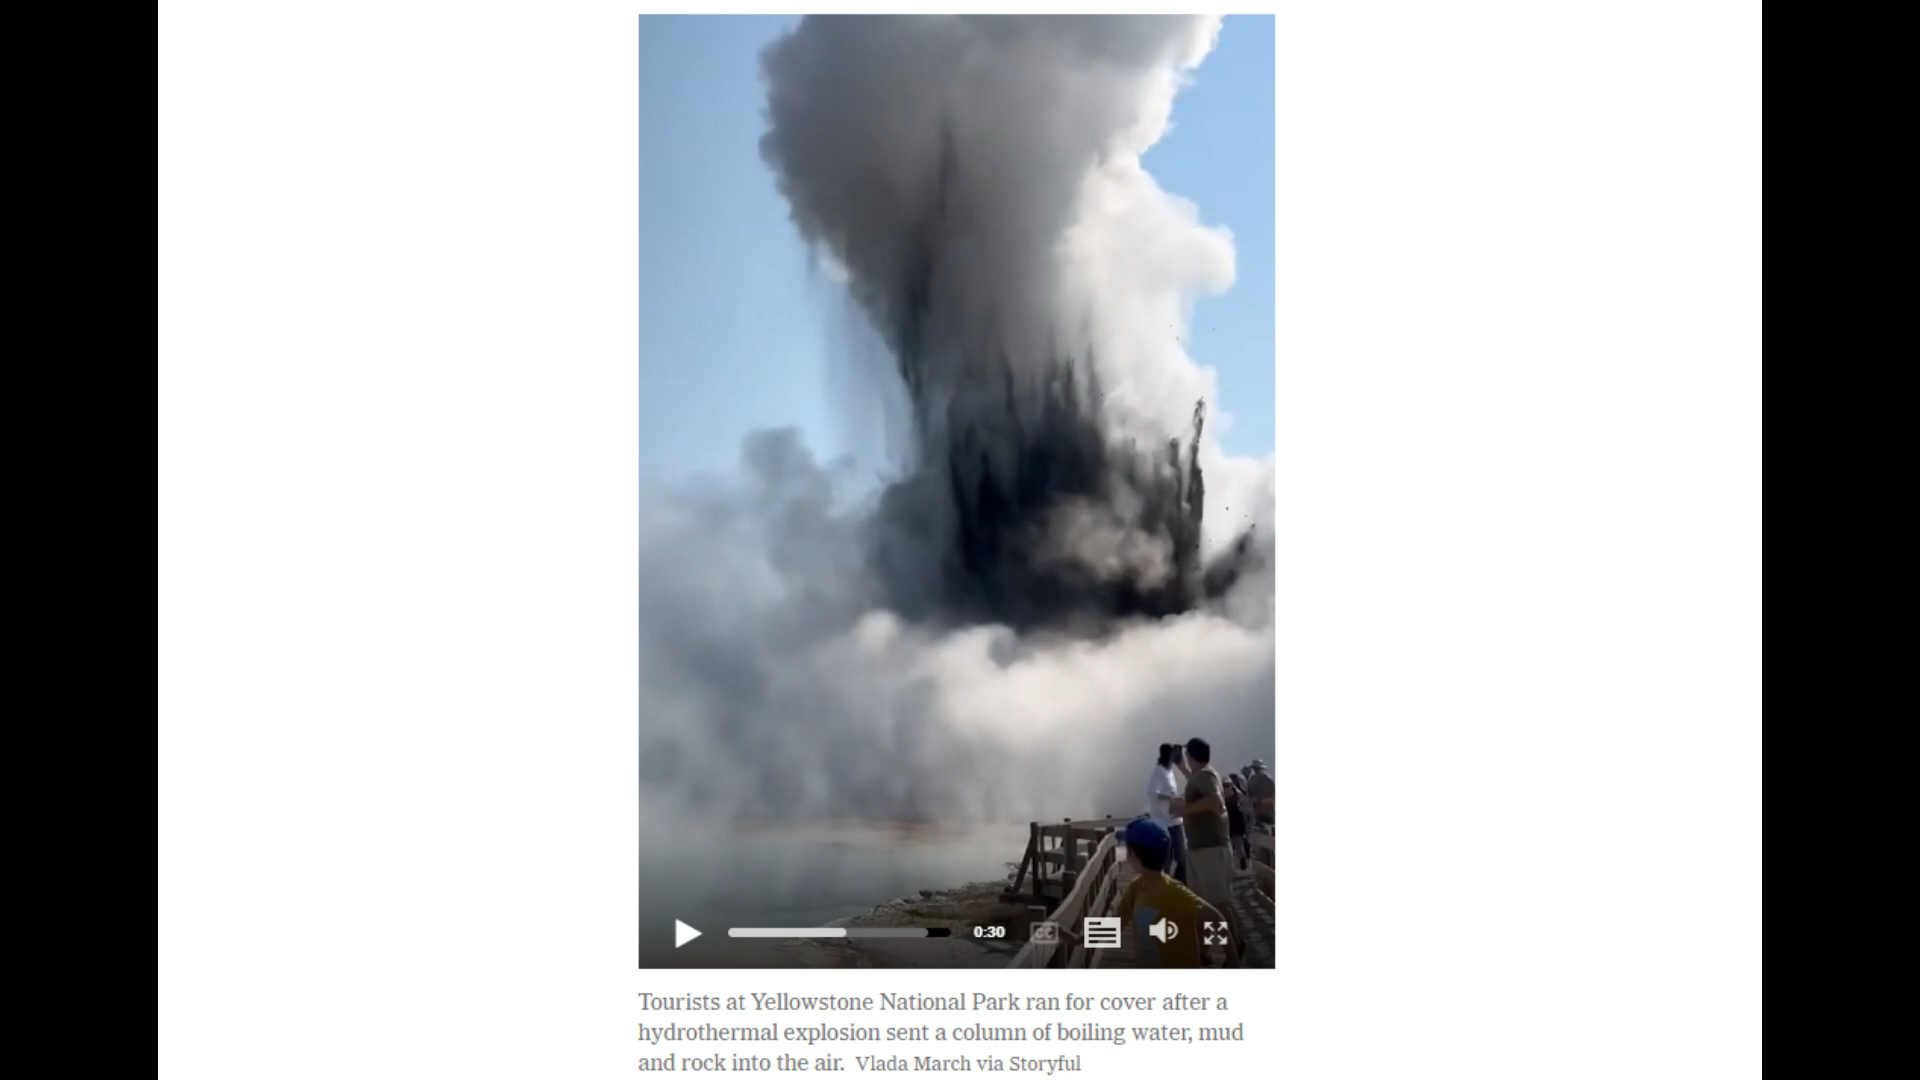 0:30
CC
Tourists at Yellowstone National Park ran for cover after a
hydrothermal explosion sent a column of boiling water, mud
and rock into the air. Vlada March via Storyful